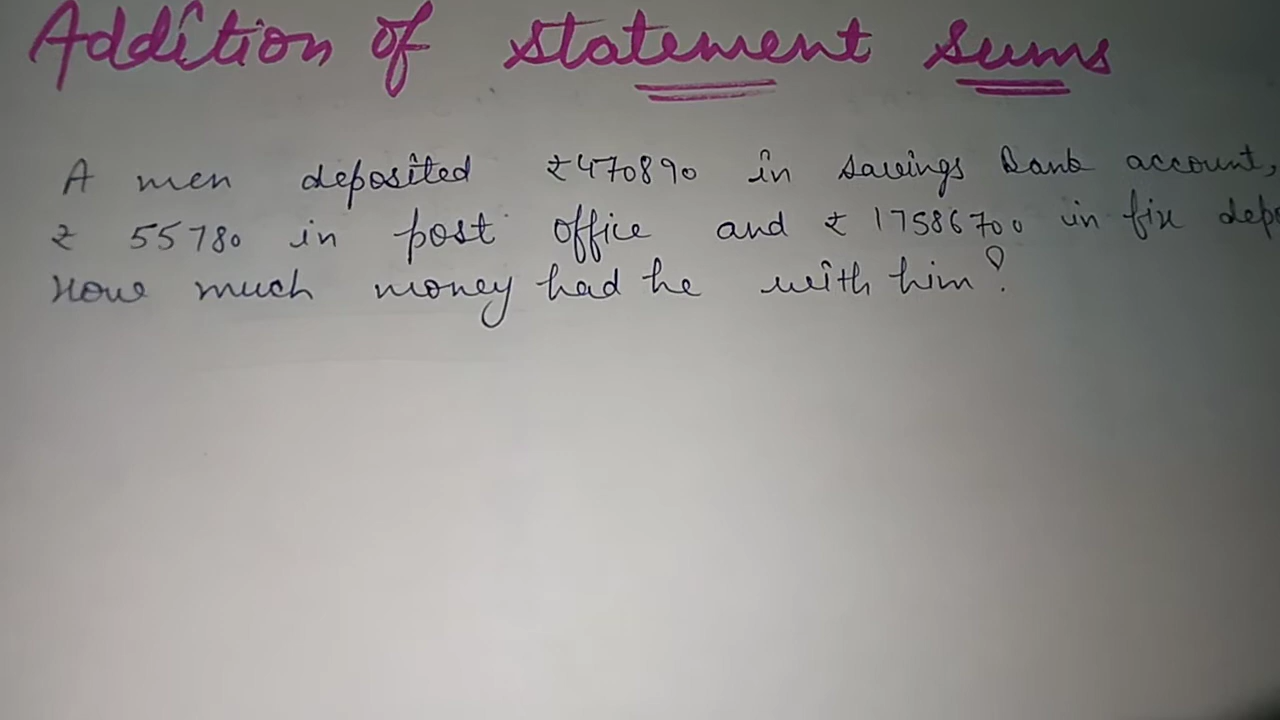 Addition of statement sums
A men deposited ₹470890 in savings Bank account,
₹ 55780 in post office and ₹ 17586700 in fix depo
How much money had he with him?